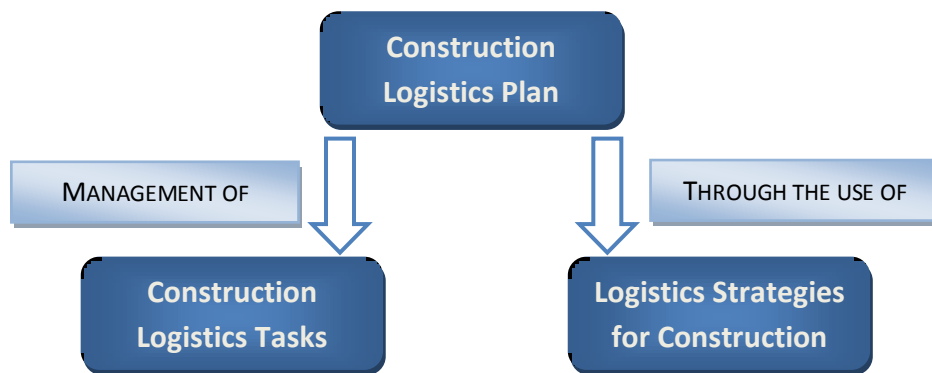 Construction
Logistics Plan
MANAGEMENT OF
THROUGH THE USE OF
Construction
Logistics Tasks
Logistics Strategies
for Construction